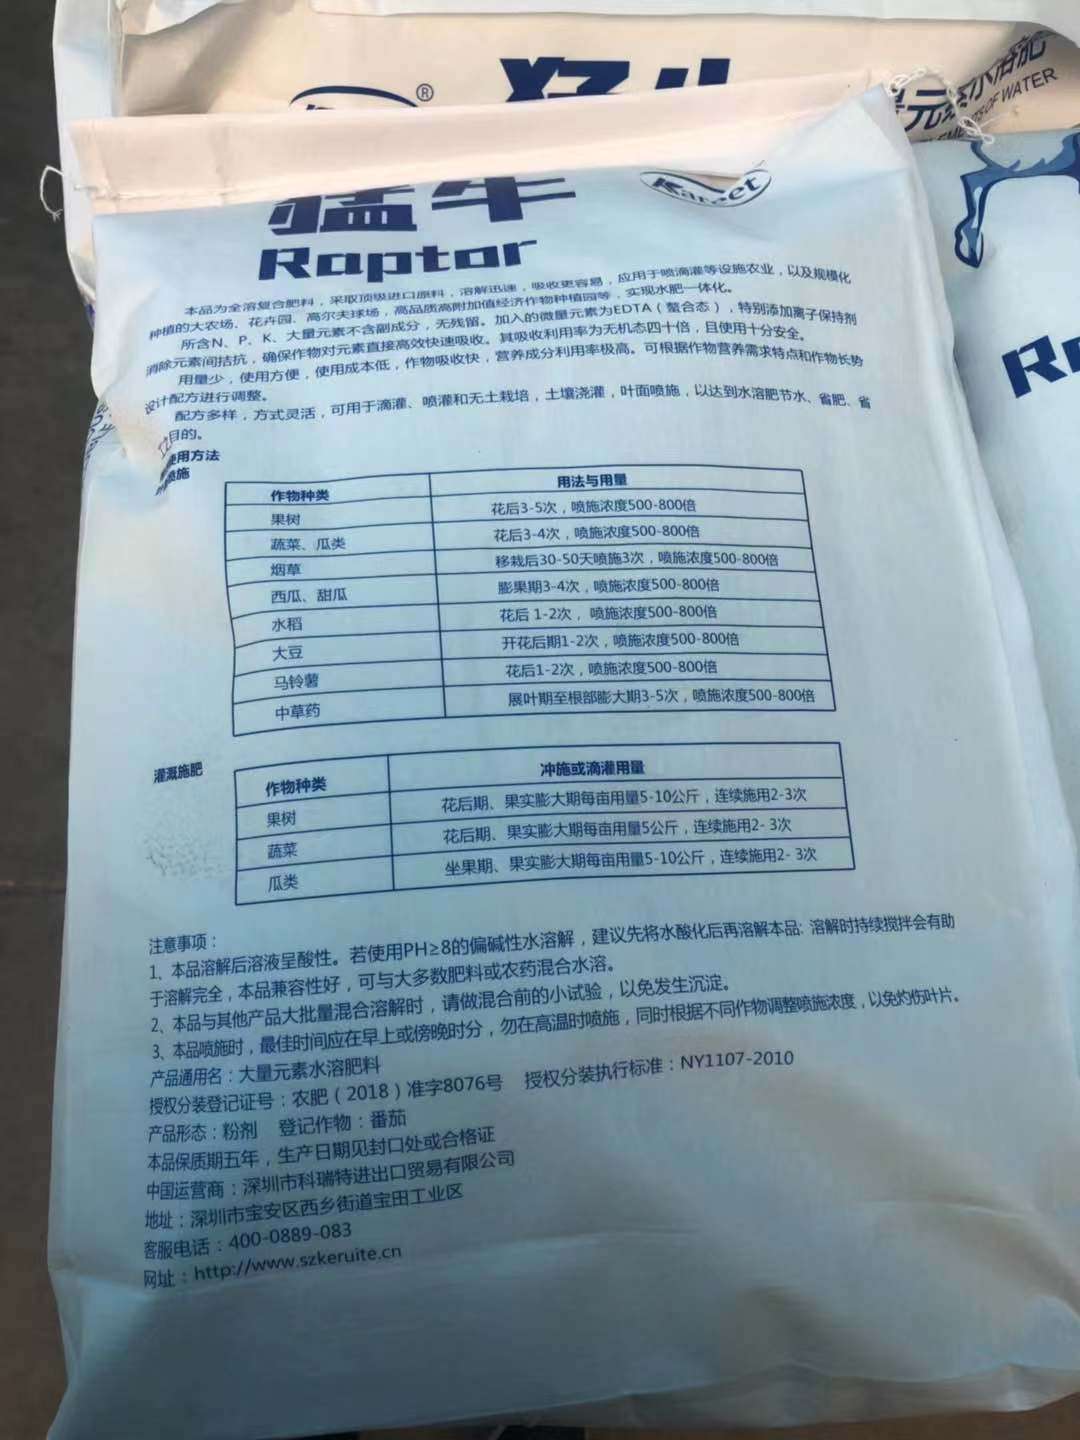 ®
元素水溶肥
ELEMENTS OF WATER
猛牛
Kareet
Raptor
本品为全溶复合肥料，采取顶级进口原料，溶解迅速，吸收更容易，应用于喷滴灌等设施农业，以及规模化
种植的大农场、花卉园、高尔夫球场，高品质高附加值经济作物种植园等，实现水肥一体化。
所含N、P、K、大量元素不含副成分，无残留。加入的微量元素为EDTA（螯合态），特别添加离子保持剂
消除元素间拮抗，确保作物对元素直接高效快速吸收。其吸收利用率为无机态四十倍，且使用十分安全。
用量少，使用方便，使用成本低，作物吸收快，营养成分利用率极高。可根据作物营养需求特点和作物长势
设计配方进行调整。
配方多样，方式灵活，可用于滴灌、喷灌和无土栽培，土壤浇灌，叶面喷施，以达到水溶肥节水、省肥、省
工目的。
使用方法
喷施
作物种类 用法与用量
果树 花后3-5次，喷施浓度500-800倍
蔬菜、瓜类 花后3-4次，喷施浓度500-800倍
烟草 移栽后30-50天喷施3次，喷施浓度500-800倍
西瓜、甜瓜 膨果期3-4次，喷施浓度500-800倍
水稻 花后 1-2次， 喷施浓度500-800倍
大豆 开花后期1-2次，喷施浓度500-800倍
马铃薯 花后1-2次，喷施浓度500-800倍
中草药 展叶期至根部膨大期3-5次，喷施浓度500-800倍
灌溉施肥
作物种类 冲施或滴灌用量
果树 花后期、果实膨大期每亩用量5-10公斤，连续施用2-3次
蔬菜 花后期、果实膨大期每亩用量5公斤，连续施用2- 3次
瓜类 坐果期、果实膨大期每亩用量5-10公斤，连续施用2- 3次
注意事项：
1、本品溶解后溶液呈酸性。若使用PH≥8的偏碱性水溶解，建议先将水酸化后再溶解本品; 溶解时持续搅拌会有助
于溶解完全，本品兼容性好，可与大多数肥料或农药混合水溶。
2、本品与其他产品大批量混合溶解时，请做混合前的小试验，以免发生沉淀。
3、本品喷施时，最佳时间应在早上或傍晚时分，勿在高温时喷施，同时根据不同作物调整喷施浓度，以免灼伤叶片。
产品通用名：大量元素水溶肥料
授权分装登记证号：农肥（2018）准字8076号 授权分装执行标准：NY1107-2010
产品形态：粉剂 登记作物：番茄
本品保质期五年，生产日期见封口处或合格证
中国运营商：深圳市科瑞特进出口贸易有限公司
地址：深圳市宝安区西乡街道宝田工业区
客服电话：400-0889-083
网址：http://www.szkeruite.cn